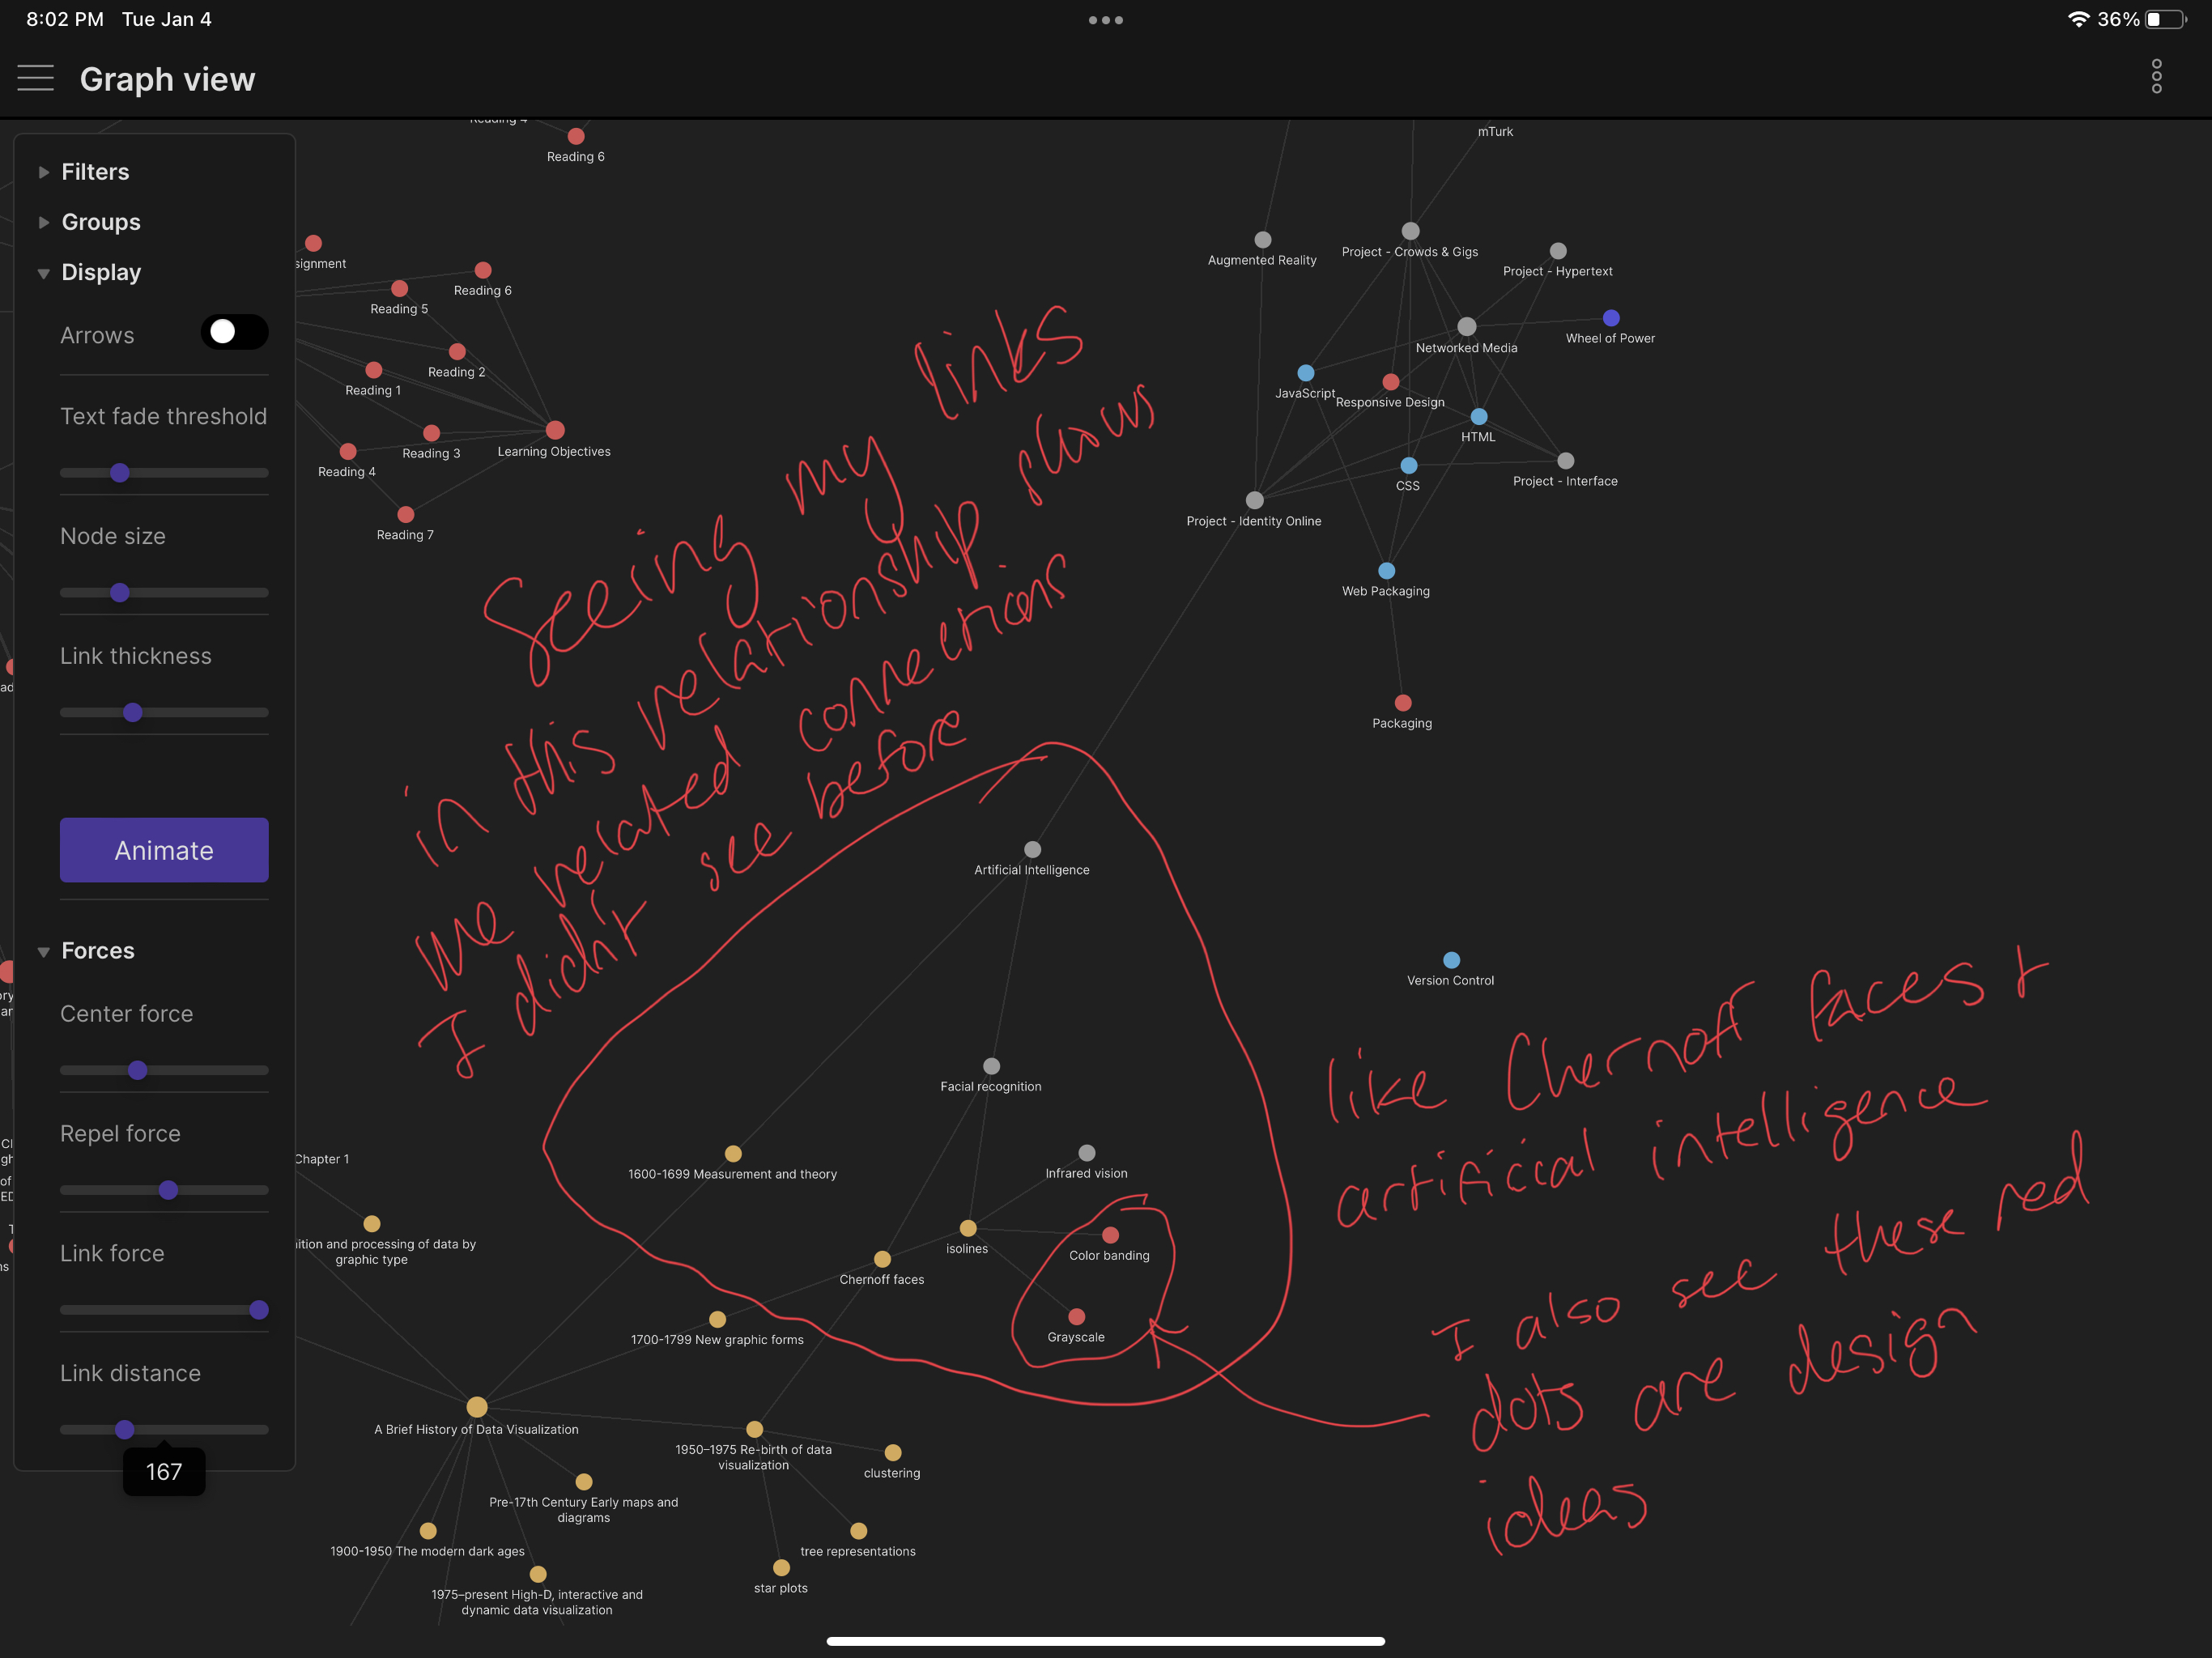 8:02 PM Tue Jan 4
36%
Graph view
Filters
Groups
Display
Arrows
Text fade threshold
Node size
Link thickness
Animate
Forces
Center force
Repel force
Link force
Link distance
167
Reading 4
Reading 6
mTurk
signment
Reading 6
Reading 5
Reading 2
Reading 1
Reading 3
Learning Objectives
Reading 4
Reading 7
Augmented Reality
Project - Crowds & Gigs
Project - Hypertext
Wheel of Power
Networked Media
JavaScript
Responsive Design
HTML
CSS
Project - Interface
Project - Identity Online
Web Packaging
Packaging
Seeing my links
in this relationship shows
me related connections
I didn't see before
Artificial Intelligence
Version Control
Facial recognition
1600-1699 Measurement and theory
Infrared vision
isolines
Color banding
Chernoff faces
Grayscale
1700-1799 New graphic forms
Chapter 1
ition and processing of data by
graphic type
A Brief History of Data Visualization
1950–1975 Re-birth of data
visualization
clustering
Pre-17th Century Early maps and
diagrams
1900-1950 The modern dark ages
tree representations
star plots
1975–present High-D, interactive and
dynamic data visualization
like Chernoff faces +
artificial intelligence
I also see these red
dots are design
ideas